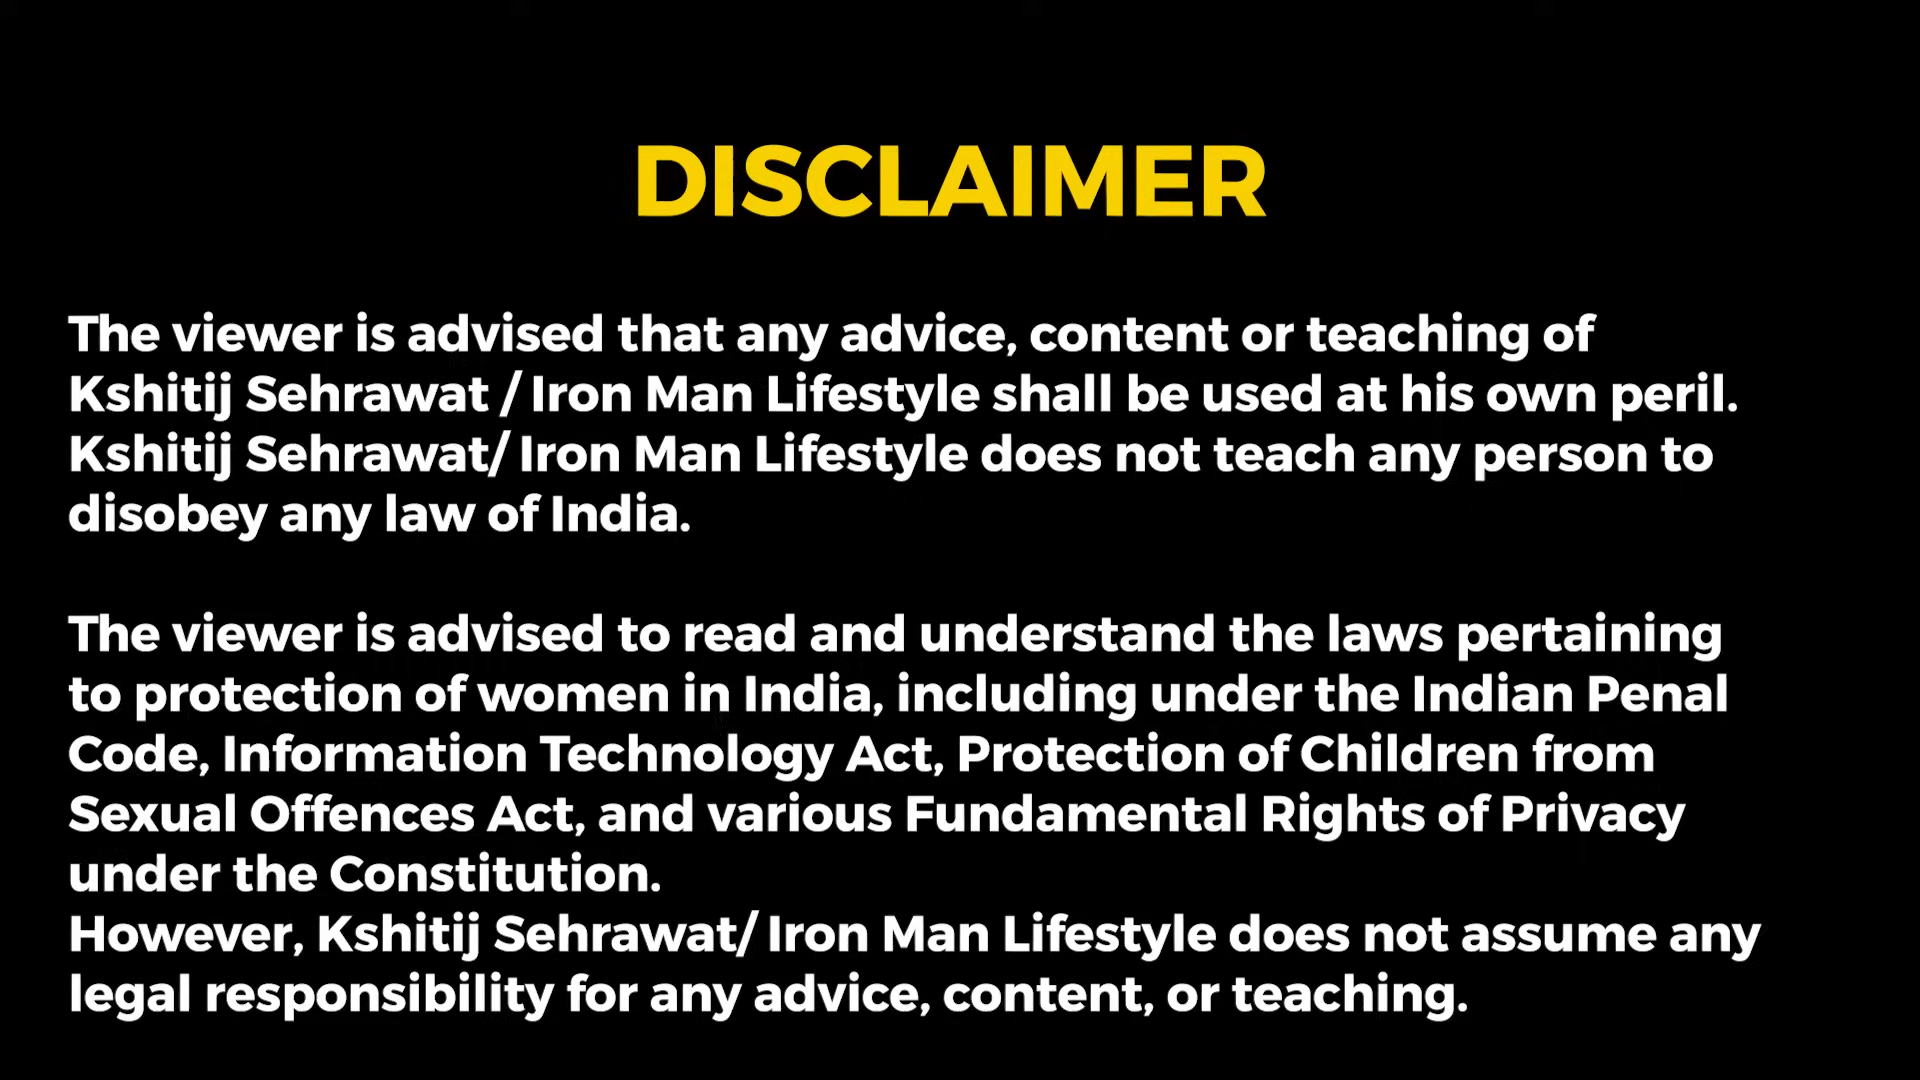 DISCLAIMER
The viewer is advised that any advice, content or teaching of
Kshitij Sehrawat / Iron Man Lifestyle shall be used at his own peril.
Kshitij Sehrawat/ Iron Man Lifestyle does not teach any person to
disobey any law of India.
The viewer is advised to read and understand the laws pertaining
to protection of women in India, including under the Indian Penal
Code, Information Technology Act, Protection of Children from
Sexual Offences Act, and various Fundamental Rights of Privacy
under the Constitution.
However, Kshitij Sehrawat/ Iron Man Lifestyle does not assume any
legal responsibility for any advice, content, or teaching.